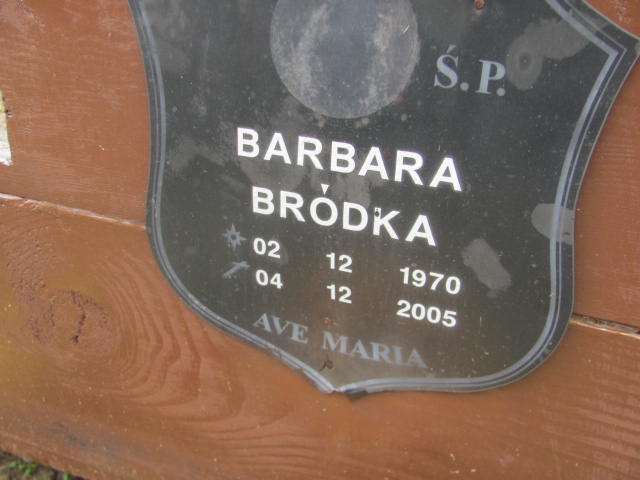 Ś.P.
BARBARA
BRÓDKA
02 12 1970
04 12 2005
AVE MARIA